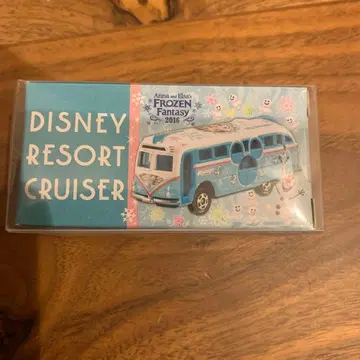 DISNEY
RESORT
CRUISER
Anna and Elsa's
FROZEN
Fantasy
2016